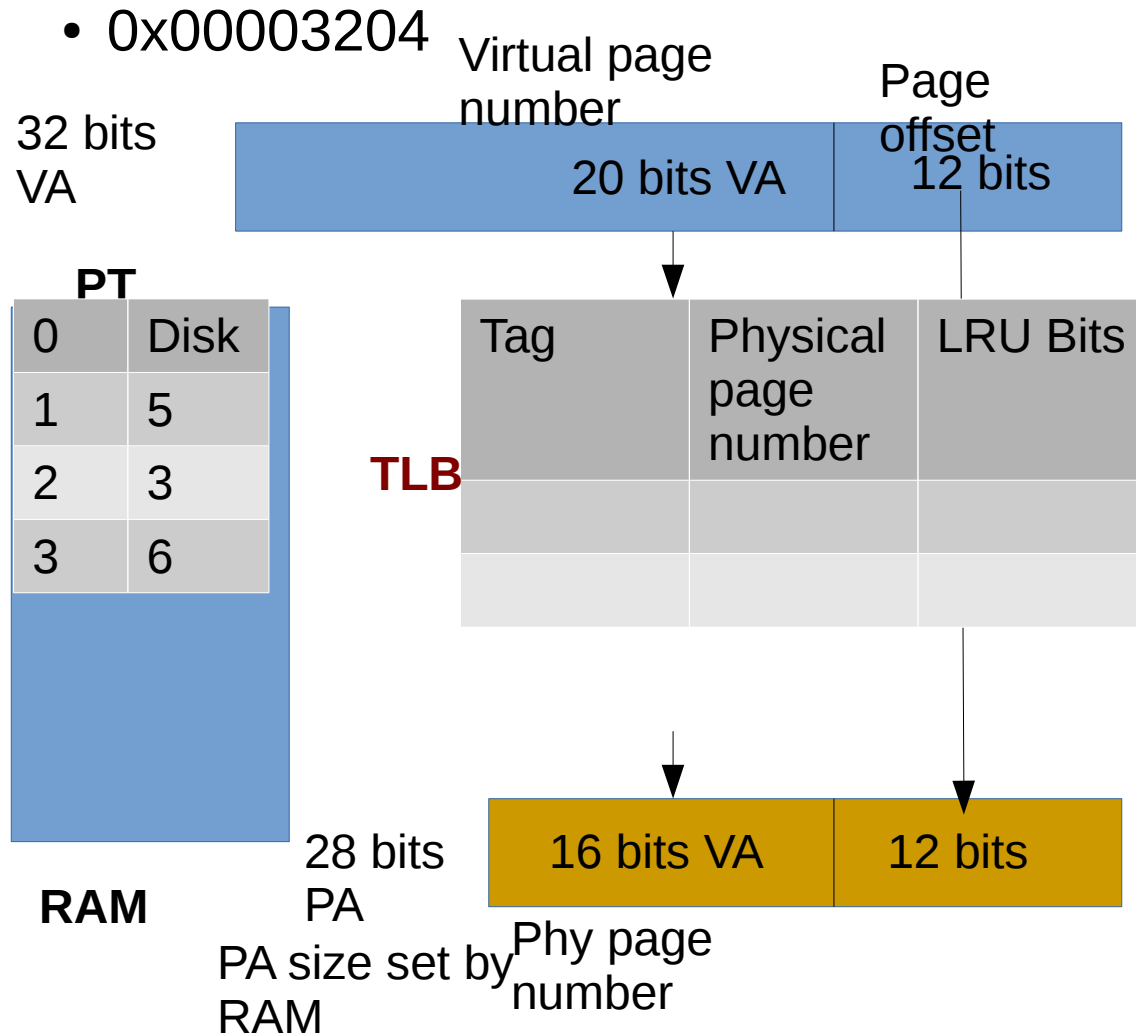 • 0x00003204
Virtual page
number
Page
offset
32 bits
VA
20 bits VA
12 bits
PT
0 Disk
1 5
2 3
3 6
TLB
Tag
Physical
page
number
LRU Bits
28 bits
PA
16 bits VA
12 bits
RAM
PA size set by
RAM
Phy page
number